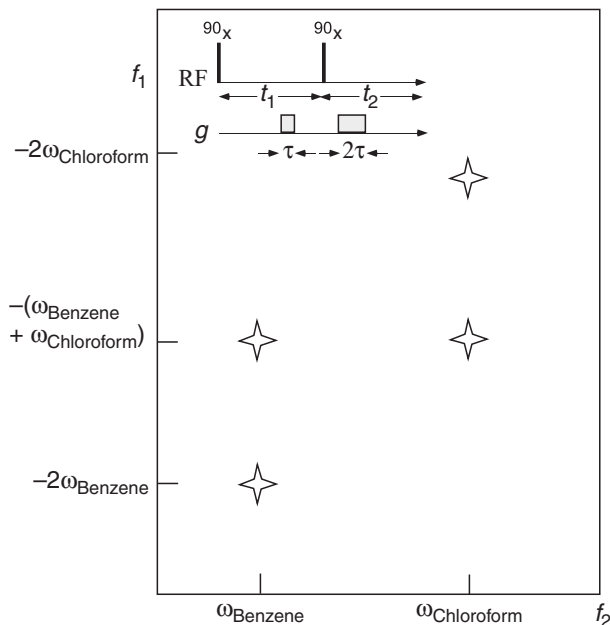 90x 90x
f1 RF t1 t2
g
τ 2τ
−2ωChloroform
−(ωBenzene
+ ωChloroform)
−2ωBenzene
ωBenzene ωChloroform f2